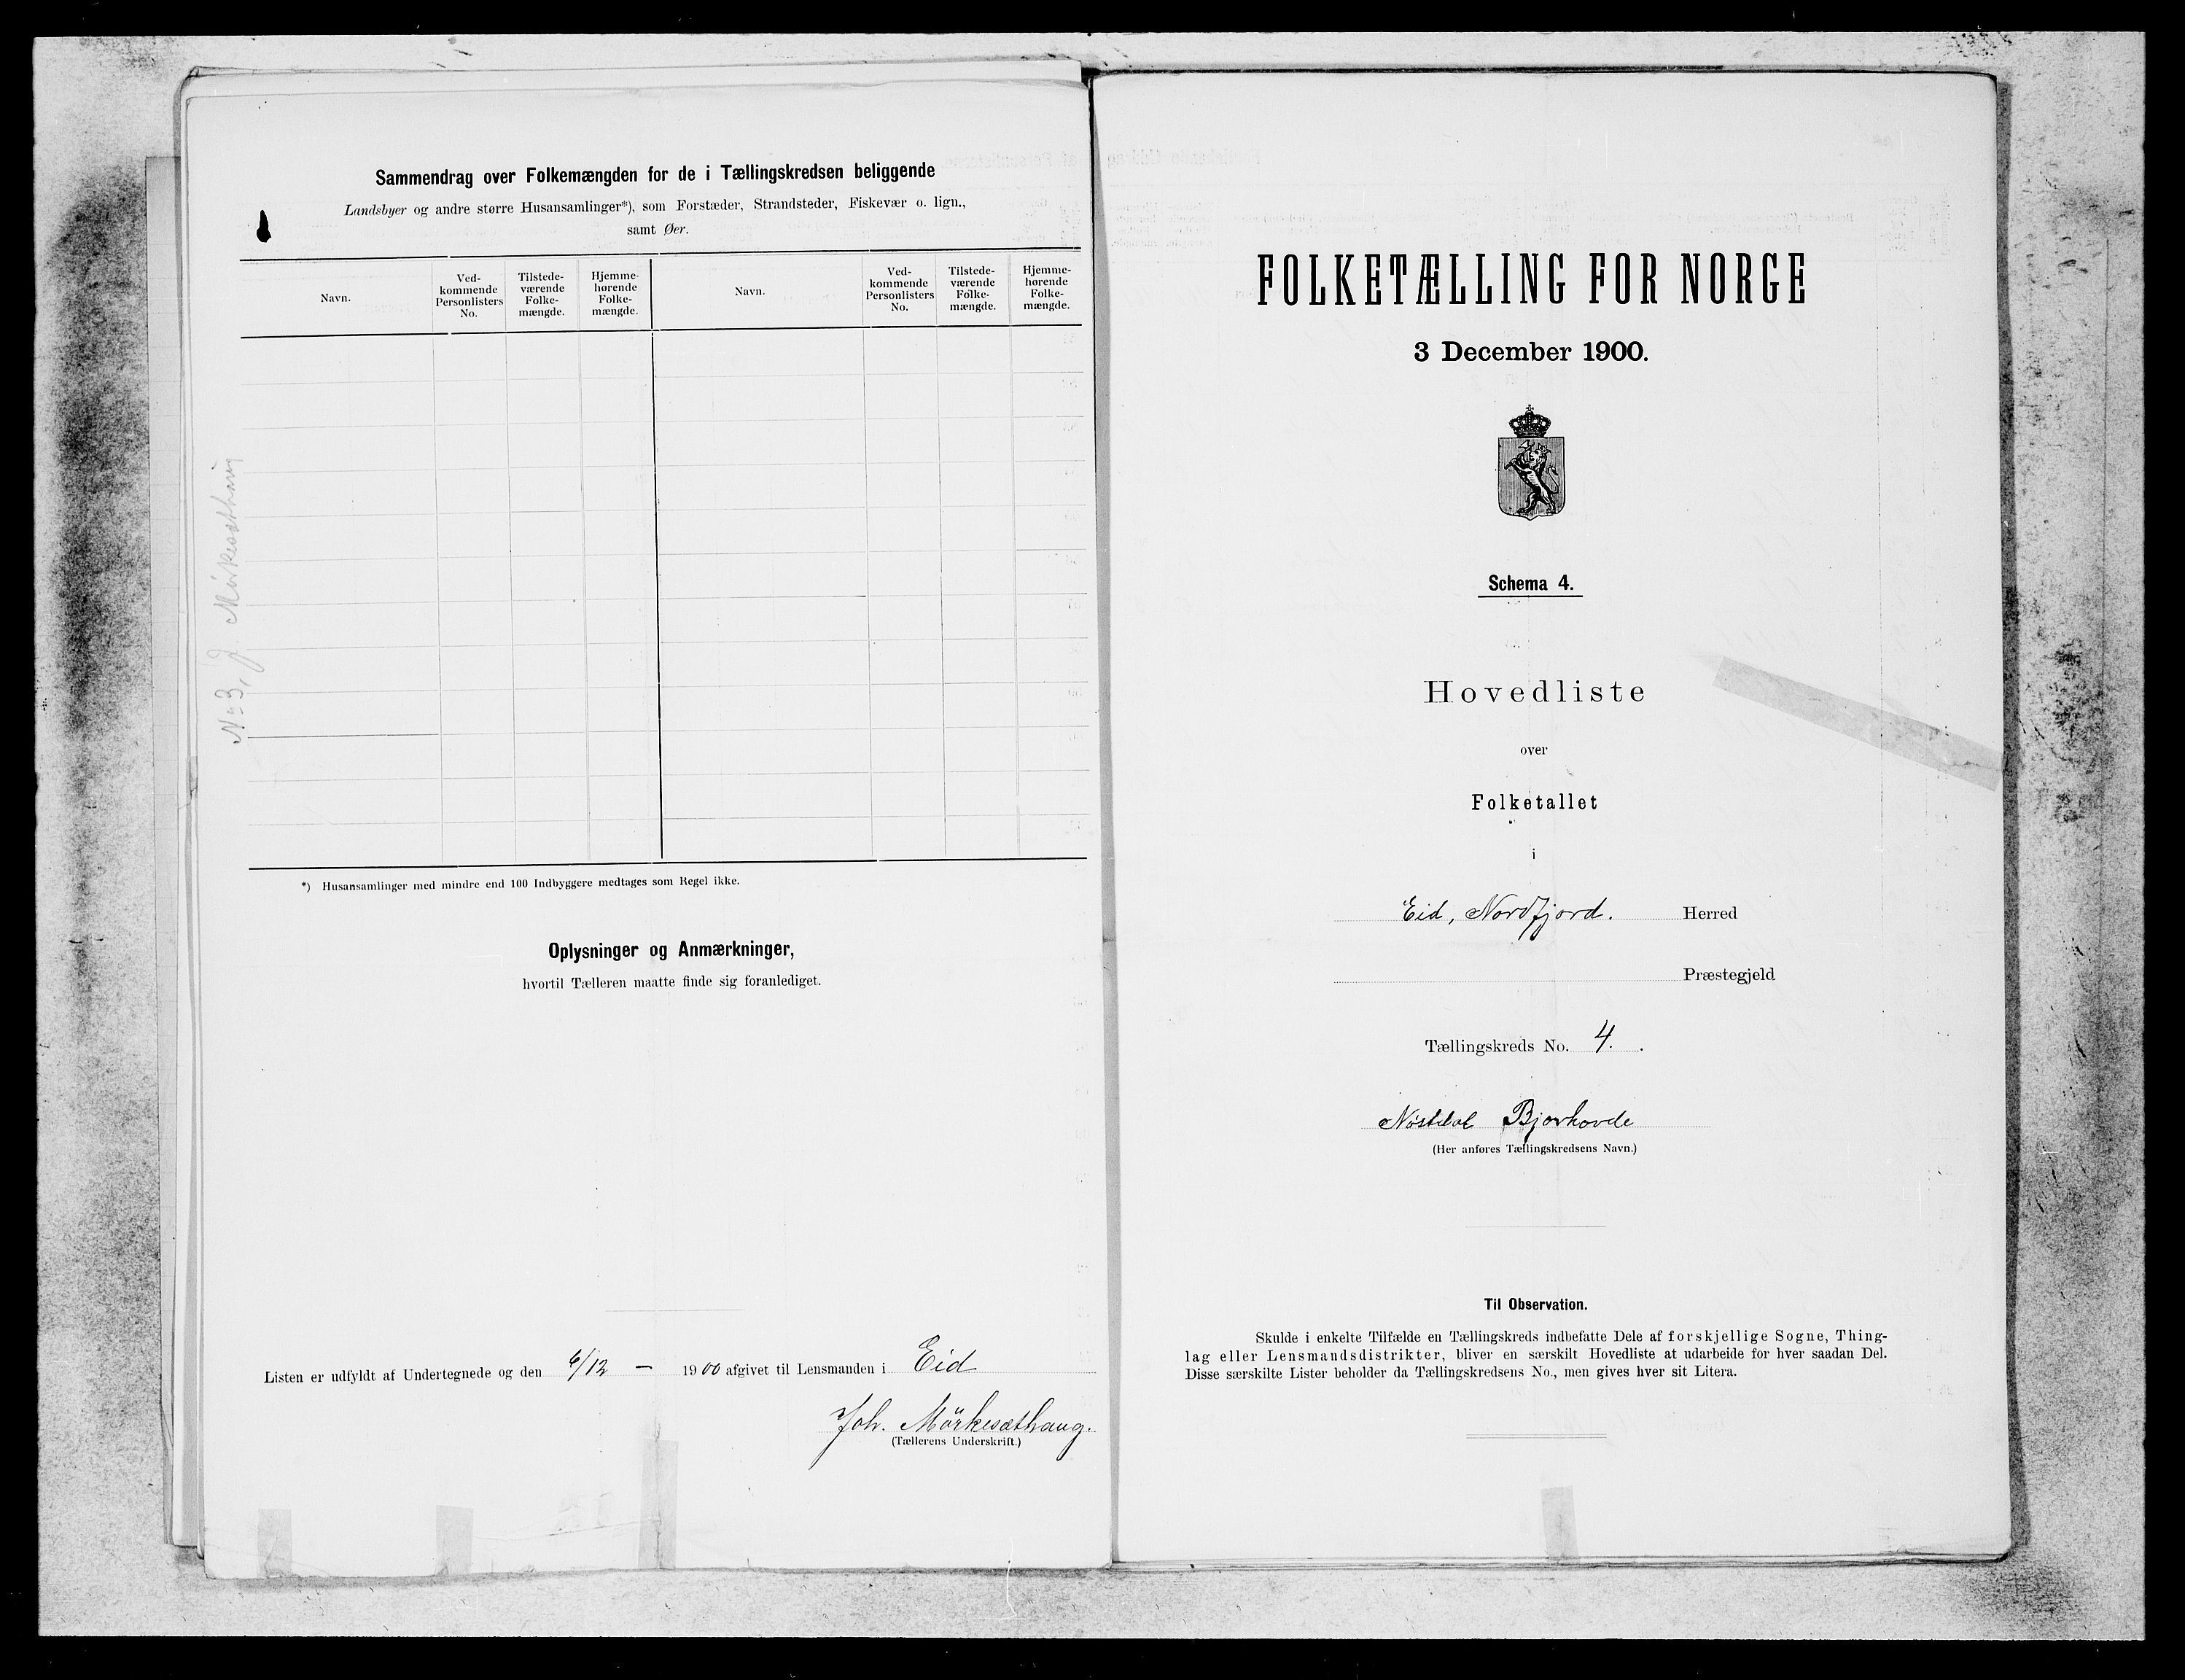 Sammendrag over Folkemængden for de i Tællingskredsen beliggende
Landsbyer og andre større Husansamlinger*), som Forstæder, Strandsteder, Fiskevær o. lign.,
samt Øer.
Navn.
Ved-
kommende
Personlisters
No.
Tilstede-
værende
Folke-
mængde.
Hjemme-
hørende
Folke-
mængde.
Navn.
Ved-
kommende
Personlisters
No.
Tilstede-
værende
Folke-
mængde.
Hjemme-
hørende
Folke-
mængde.
No 3, J. Mörkesæthaug
*) Husansamlinger med mindre end 100 Indbyggere medtages som Regel ikke.
Oplysninger og Anmærkninger,
hvortil Tælleren maatte finde sig foranlediget.
Listen er udfyldt af Undertegnede og den 6/12 — 1900 afgivet til Lensmanden i Eid
Joh. Mörkesæthaug.
(Tællerens Underskrift.)
FOLKETÆLLING FOR NORGE
3 December 1900.
Schema 4.
Hovedliste
over
Folketallet
i
Eid, Nordfjord. Herred
Præstegjeld
Tællingskreds No. 4.
Nøstdal Bjørhovde
(Her anføres Tællingskredsens Navn.)
Til Observation.
Skulde i enkelte Tilfælde en Tællingskreds indbefatte Dele af forskjellige Sogne, Thing-
lag eller Lensmandsdistrikter, bliver en særskilt Hovedliste at udarbeide for hver saadan Del.
Disse særskilte Lister beholder da Tællingskredsens No., men gives hver sit Litera.